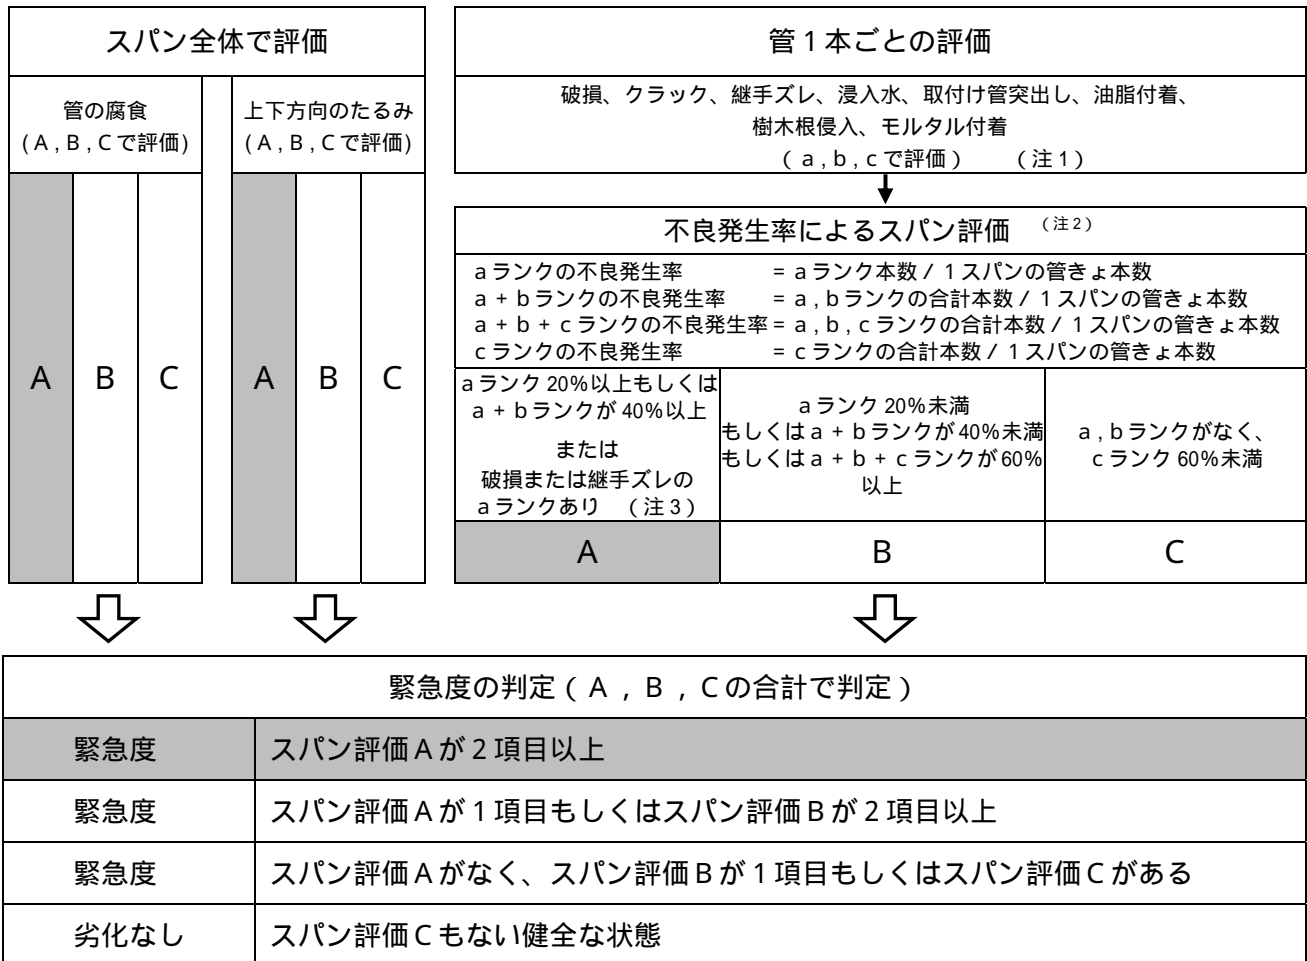 スパン全体で評価
管の腐食
(A,B,Cで評価)
上下方向のたるみ
(A,B,Cで評価)
A
B
C
A
B
C
管1本ごとの評価
破損、クラック、継手ズレ、浸入水、取付け管突出し、油脂付着、
樹木根侵入、モルタル付着
(a,b,cで評価) (注1)
不良発生率によるスパン評価 (注2)
aランクの不良発生率 =aランク本数/1スパンの管きょ本数
a+bランクの不良発生率 =a,bランクの合計本数/1スパンの管きょ本数
a+b+cランクの不良発生率=a,b,cランクの合計本数/1スパンの管きょ本数
cランクの不良発生率 =cランクの合計本数/1スパンの管きょ本数
aランク20%以上もしくは
a+bランクが40%以上
または
破損または継手ズレの
aランクあり (注3)
aランク20%未満
もしくはa+bランクが40%未満
もしくはa+b+cランクが60%
以上
a,bランクがなく、
cランク60%未満
A
B
C
緊急度の判定(A,B,Cの合計で判定)
緊急度 スパン評価Aが2項目以上
緊急度 スパン評価Aが1項目もしくはスパン評価Bが2項目以上
緊急度 スパン評価Aがなく、スパン評価Bが1項目もしくはスパン評価Cがある
劣化なし スパン評価Cもない健全な状態